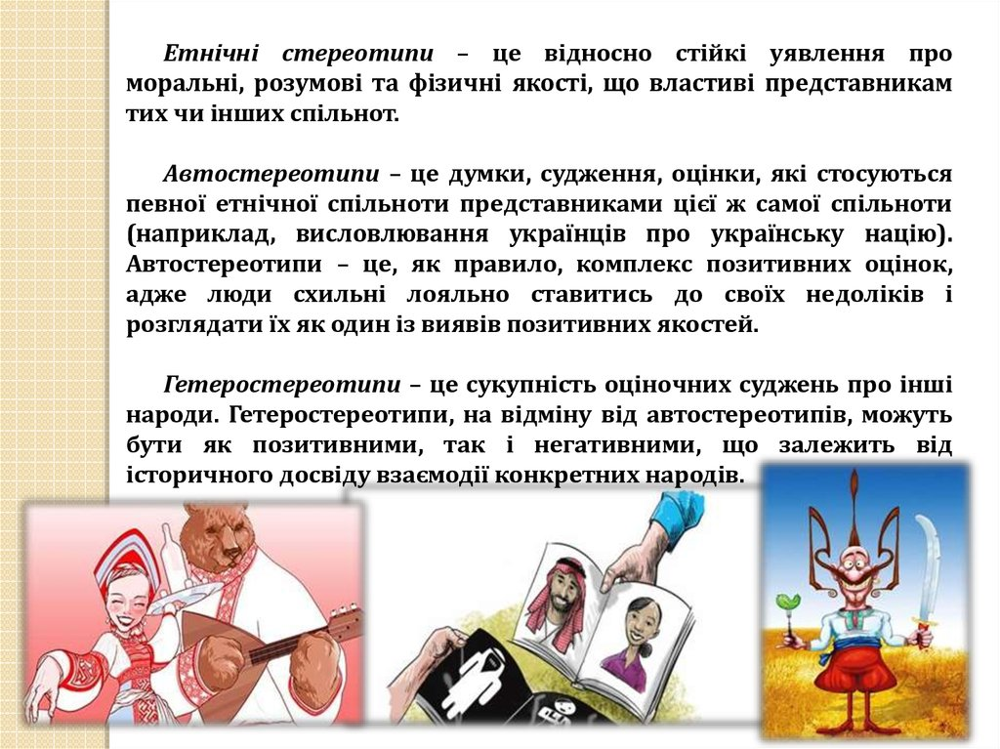 Етнічні стереотипи – це відносно стійкі уявлення про
моральні, розумові та фізичні якості, що властиві представникам
тих чи інших спільнот.
Автостереотипи – це думки, судження, оцінки, які стосуються
певної етнічної спільноти представниками цієї ж самої спільноти
(наприклад, висловлювання українців про українську націю).
Автостереотипи – це, як правило, комплекс позитивних оцінок,
адже люди схильні лояльно ставитись до своїх недоліків і
розглядати їх як один із виявів позитивних якостей.
Гетеростереотипи – це сукупність оціночних суджень про інші
народи. Гетеростереотипи, на відміну від автостереотипів, можуть
бути як позитивними, так і негативними, що залежить від
історичного досвіду взаємодії конкретних народів.